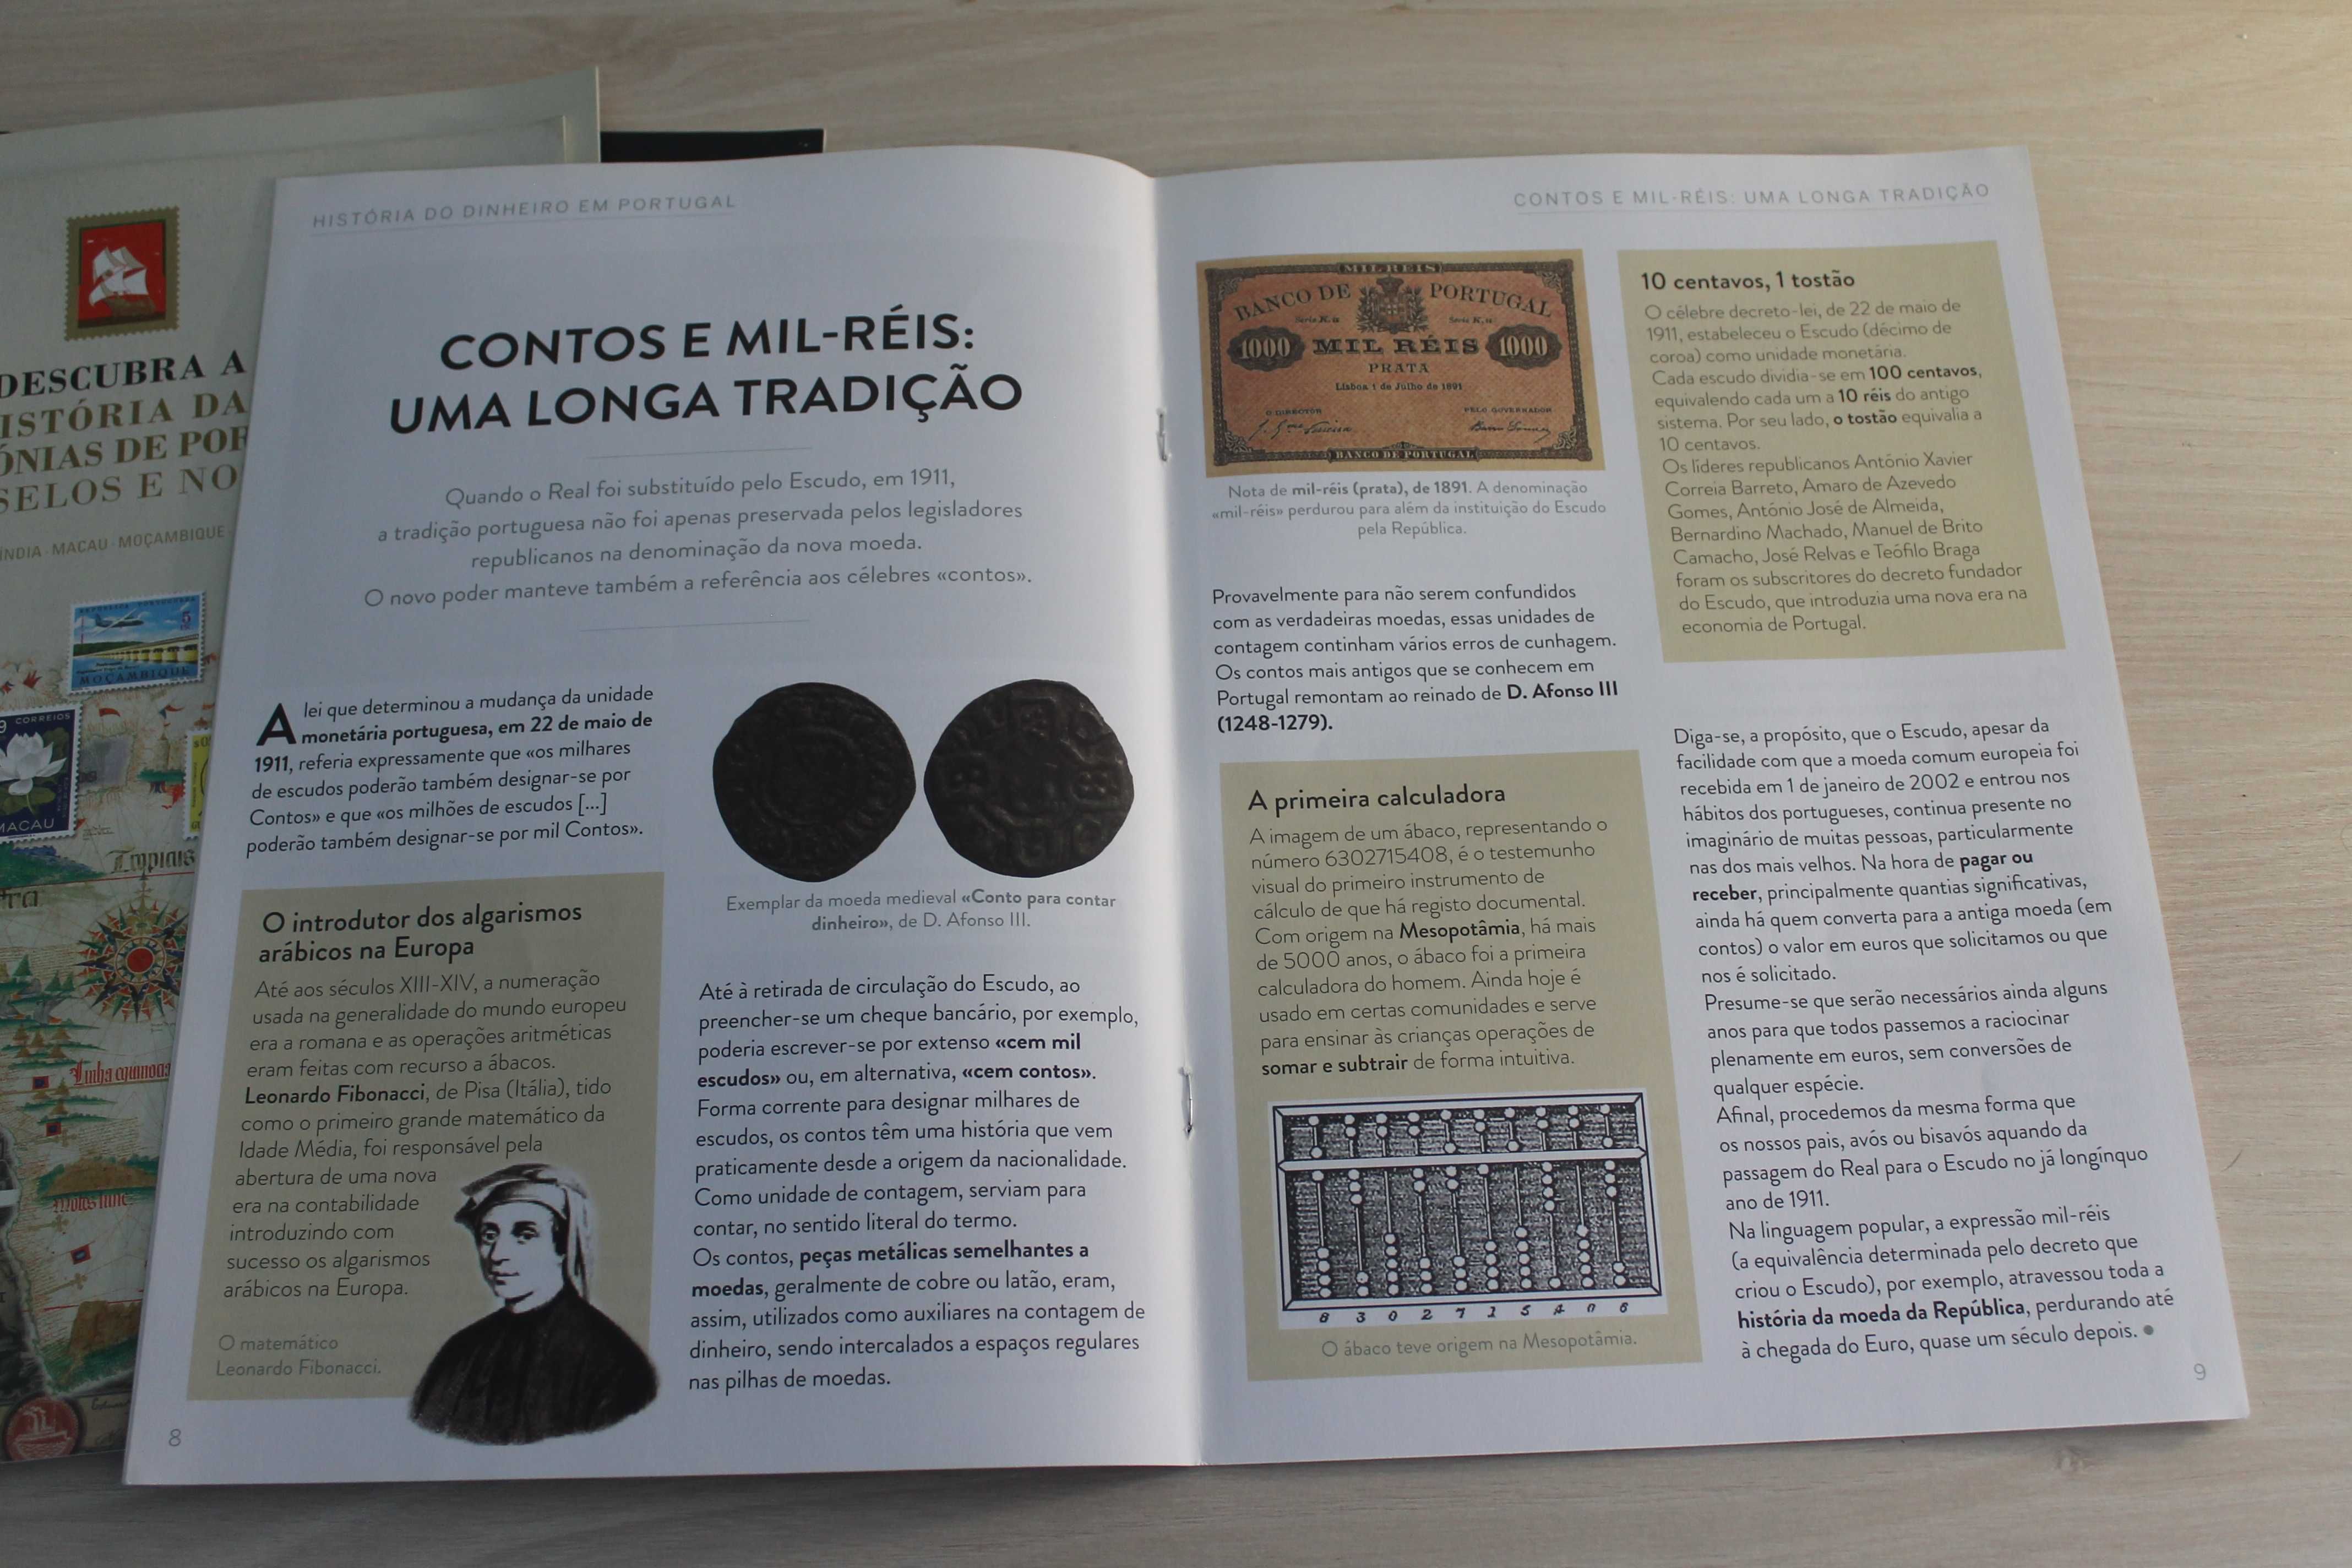 DESCUBRA A
HISTÓRIA DA
DE POR
SELOS E NO
ÍNDIA · MACAU · MOÇAMBIQUE
5
MOÇAMBIQUE
CORREIOS
MACAU
HISTÓRIA DO DINHEIRO EM PORTUGAL
CONTOS E MIL-RÉIS:
UMA LONGA TRADIÇÃO
Quando o Real foi substituído pelo Escudo, em 1911,
a tradição portuguesa não foi apenas preservada pelos legisladores
republicanos na denominação da nova moeda.
O novo poder manteve também a referência aos célebres «contos».
A lei que determinou a mudança da unidade
monetária portuguesa, em 22 de maio de
1911, referia expressamente que «os milhares
de escudos poderão também designar-se por
Contos» e que «os milhões de escudos [...]
poderão também designar-se por mil Contos».
O introdutor dos algarismos
arábicos na Europa
Até aos séculos XIII-XIV, a numeração
usada na generalidade do mundo europeu
era a romana e as operações aritméticas
eram feitas com recurso a ábacos.
Leonardo Fibonacci, de Pisa (Itália), tido
como o primeiro grande matemático da
Idade Média, foi responsável pela
abertura de uma nova
era na contabilidade
introduzindo com
sucesso os algarismos
arábicos na Europa.
O matemático
Leonardo Fibonacci.
Exemplar da moeda medieval «Conto para contar
dinheiro», de D. Afonso III.
Até à retirada de circulação do Escudo, ao
preencher-se um cheque bancário, por exemplo,
poderia escrever-se por extenso «cem mil
escudos» ou, em alternativa, «cem contos».
Forma corrente para designar milhares de
escudos, os contos têm uma história que vem
praticamente desde a origem da nacionalidade.
Como unidade de contagem, serviam para
contar, no sentido literal do termo.
Os contos, peças metálicas semelhantes a
moedas, geralmente de cobre ou latão, eram,
assim, utilizados como auxiliares na contagem de
dinheiro, sendo intercalados a espaços regulares
nas pilhas de moedas.
8
CONTOS E MIL-RÉIS: UMA LONGA TRADIÇÃO
MIL REIS
BANCO DE PORTUGAL
1000 MIL RÉIS 1000
PRATA
Lisboa 1 de Julho de 1891
O DIRECTOR
PELO GOVERNADOR
BANCO DE PORTUGAL
Nota de mil-réis (prata), de 1891. A denominação
«mil-réis» perdurou para além da instituição do Escudo
pela República.
Provavelmente para não serem confundidos
com as verdadeiras moedas, essas unidades de
contagem continham vários erros de cunhagem.
Os contos mais antigos que se conhecem em
Portugal remontam ao reinado de D. Afonso III
(1248-1279).
A primeira calculadora
A imagem de um ábaco, representando o
número 6302715408, é o testemunho
visual do primeiro instrumento de
cálculo de que há registo documental.
Com origem na Mesopotâmia, há mais
de 5000 anos, o ábaco foi a primeira
calculadora do homem. Ainda hoje é
usado em certas comunidades e serve
para ensinar às crianças operações de
somar e subtrair de forma intuitiva.
8 3 0 2 7 1 5 4 0 6
O ábaco teve origem na Mesopotâmia.
10 centavos, 1 tostão
O célebre decreto-lei, de 22 de maio de
1911, estabeleceu o Escudo (décimo de
coroa) como unidade monetária.
Cada escudo dividia-se em 100 centavos,
equivalendo cada um a 10 réis do antigo
sistema. Por seu lado, o tostão equivalia a
10 centavos.
Os líderes republicanos António Xavier
Correia Barreto, Amaro de Azevedo
Gomes, António José de Almeida,
Bernardino Machado, Manuel de Brito
Camacho, José Relvas e Teófilo Braga
foram os subscritores do decreto fundador
do Escudo, que introduzia uma nova era na
economia de Portugal.
Diga-se, a propósito, que o Escudo, apesar da
facilidade com que a moeda comum europeia foi
recebida em 1 de janeiro de 2002 e entrou nos
hábitos dos portugueses, continua presente no
imaginário de muitas pessoas, particularmente
nas dos mais velhos. Na hora de pagar ou
receber, principalmente quantias significativas,
ainda há quem converta para a antiga moeda (em
contos) o valor em euros que solicitamos ou que
nos é solicitado.
Presume-se que serão necessários ainda alguns
anos para que todos passemos a raciocinar
plenamente em euros, sem conversões de
qualquer espécie.
Afinal, procedemos da mesma forma que
os nossos pais, avós ou bisavós aquando da
passagem do Real para o Escudo no já longínquo
ano de 1911.
Na linguagem popular, a expressão mil-réis
(a equivalência determinada pelo decreto que
criou o Escudo), por exemplo, atravessou toda a
história da moeda da República, perdurando até
à chegada do Euro, quase um século depois.
9